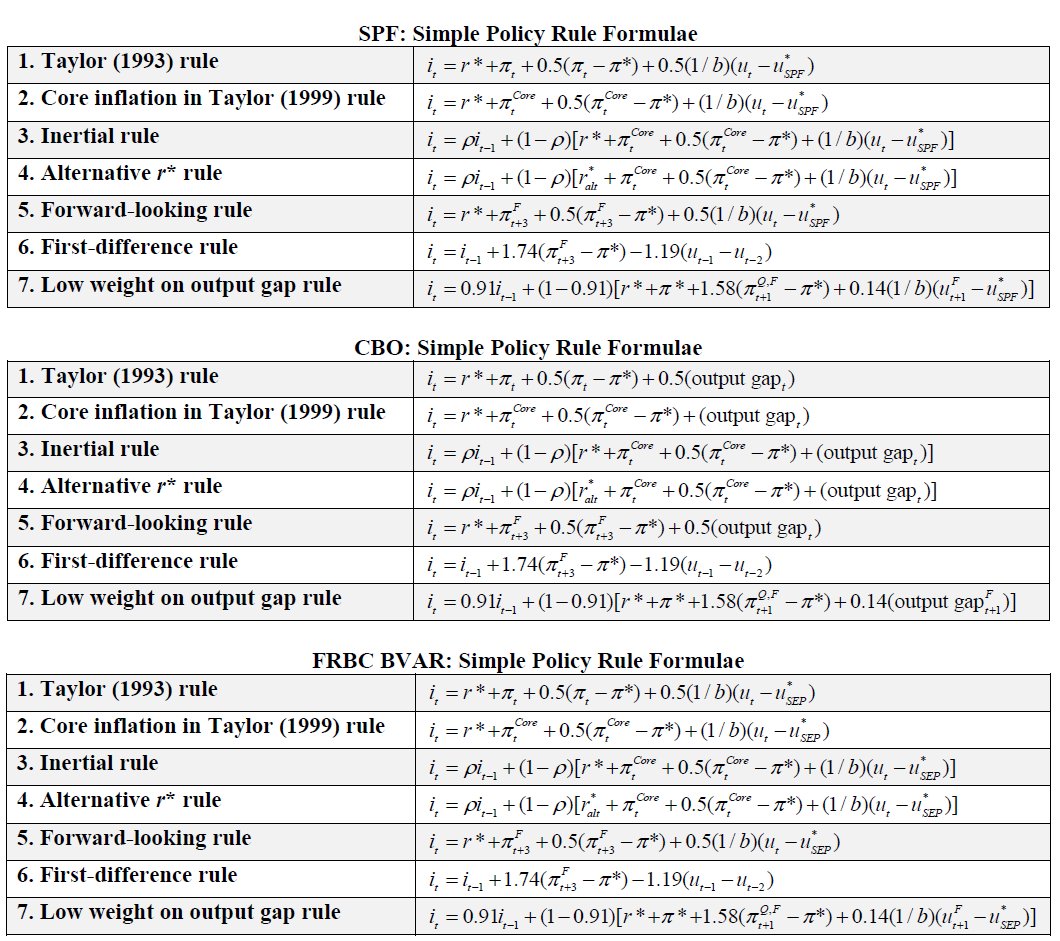 SPF: Simple Policy Rule Formulae
1. Taylor (1993) rule i_t = r*+π_t + 0.5(π_t − π*) + 0.5(1/b)(u_t − u*_SPF)
2. Core inflation in Taylor (1999) rule i_t = r*+π_t^Core + 0.5(π_t^Core − π*) + (1/b)(u_t − u*_SPF)
3. Inertial rule i_t = ρi_{t−1} + (1−ρ)[r*+π_t^Core + 0.5(π_t^Core − π*) + (1/b)(u_t − u*_SPF)]
4. Alternative r* rule i_t = ρi_{t−1} + (1−ρ)[r*_alt + π_t^Core + 0.5(π_t^Core − π*) + (1/b)(u_t − u*_SPF)]
5. Forward-looking rule i_t = r*+π_{t+3}^F + 0.5(π_{t+3}^F − π*) + 0.5(1/b)(u_t − u*_SPF)
6. First-difference rule i_t = i_{t−1} + 1.74(π_{t+3}^F − π*) − 1.19(u_{t−1} − u_{t−2})
7. Low weight on output gap rule i_t = 0.91i_{t−1} + (1−0.91)[r*+π*+1.58(π_{t+1}^{Q,F} − π*) + 0.14(1/b)(u_{t+1}^F − u*_SPF)]
CBO: Simple Policy Rule Formulae
1. Taylor (1993) rule i_t = r*+π_t + 0.5(π_t − π*) + 0.5(output gap_t)
2. Core inflation in Taylor (1999) rule i_t = r*+π_t^Core + 0.5(π_t^Core − π*) + (output gap_t)
3. Inertial rule i_t = ρi_{t−1} + (1−ρ)[r*+π_t^Core + 0.5(π_t^Core − π*) + (output gap_t)]
4. Alternative r* rule i_t = ρi_{t−1} + (1−ρ)[r*_alt + π_t^Core + 0.5(π_t^Core − π*) + (output gap_t)]
5. Forward-looking rule i_t = r*+π_{t+3}^F + 0.5(π_{t+3}^F − π*) + 0.5(output gap_t)
6. First-difference rule i_t = i_{t−1} + 1.74(π_{t+3}^F − π*) − 1.19(u_{t−1} − u_{t−2})
7. Low weight on output gap rule i_t = 0.91i_{t−1} + (1−0.91)[r*+π*+1.58(π_{t+1}^{Q,F} − π*) + 0.14(output gap_{t+1}^F)]
FRBC BVAR: Simple Policy Rule Formulae
1. Taylor (1993) rule i_t = r*+π_t + 0.5(π_t − π*) + 0.5(1/b)(u_t − u*_SEP)
2. Core inflation in Taylor (1999) rule i_t = r*+π_t^Core + 0.5(π_t^Core − π*) + (1/b)(u_t − u*_SEP)
3. Inertial rule i_t = ρi_{t−1} + (1−ρ)[r*+π_t^Core + 0.5(π_t^Core − π*) + (1/b)(u_t − u*_SEP)]
4. Alternative r* rule i_t = ρi_{t−1} + (1−ρ)[r*_alt + π_t^Core + 0.5(π_t^Core − π*) + (1/b)(u_t − u*_SEP)]
5. Forward-looking rule i_t = r*+π_{t+3}^F + 0.5(π_{t+3}^F − π*) + 0.5(1/b)(u_t − u*_SEP)
6. First-difference rule i_t = i_{t−1} + 1.74(π_{t+3}^F − π*) − 1.19(u_{t−1} − u_{t−2})
7. Low weight on output gap rule i_t = 0.91i_{t−1} + (1−0.91)[r*+π*+1.58(π_{t+1}^{Q,F} − π*) + 0.14(1/b)(u_{t+1}^F − u*_SEP)]